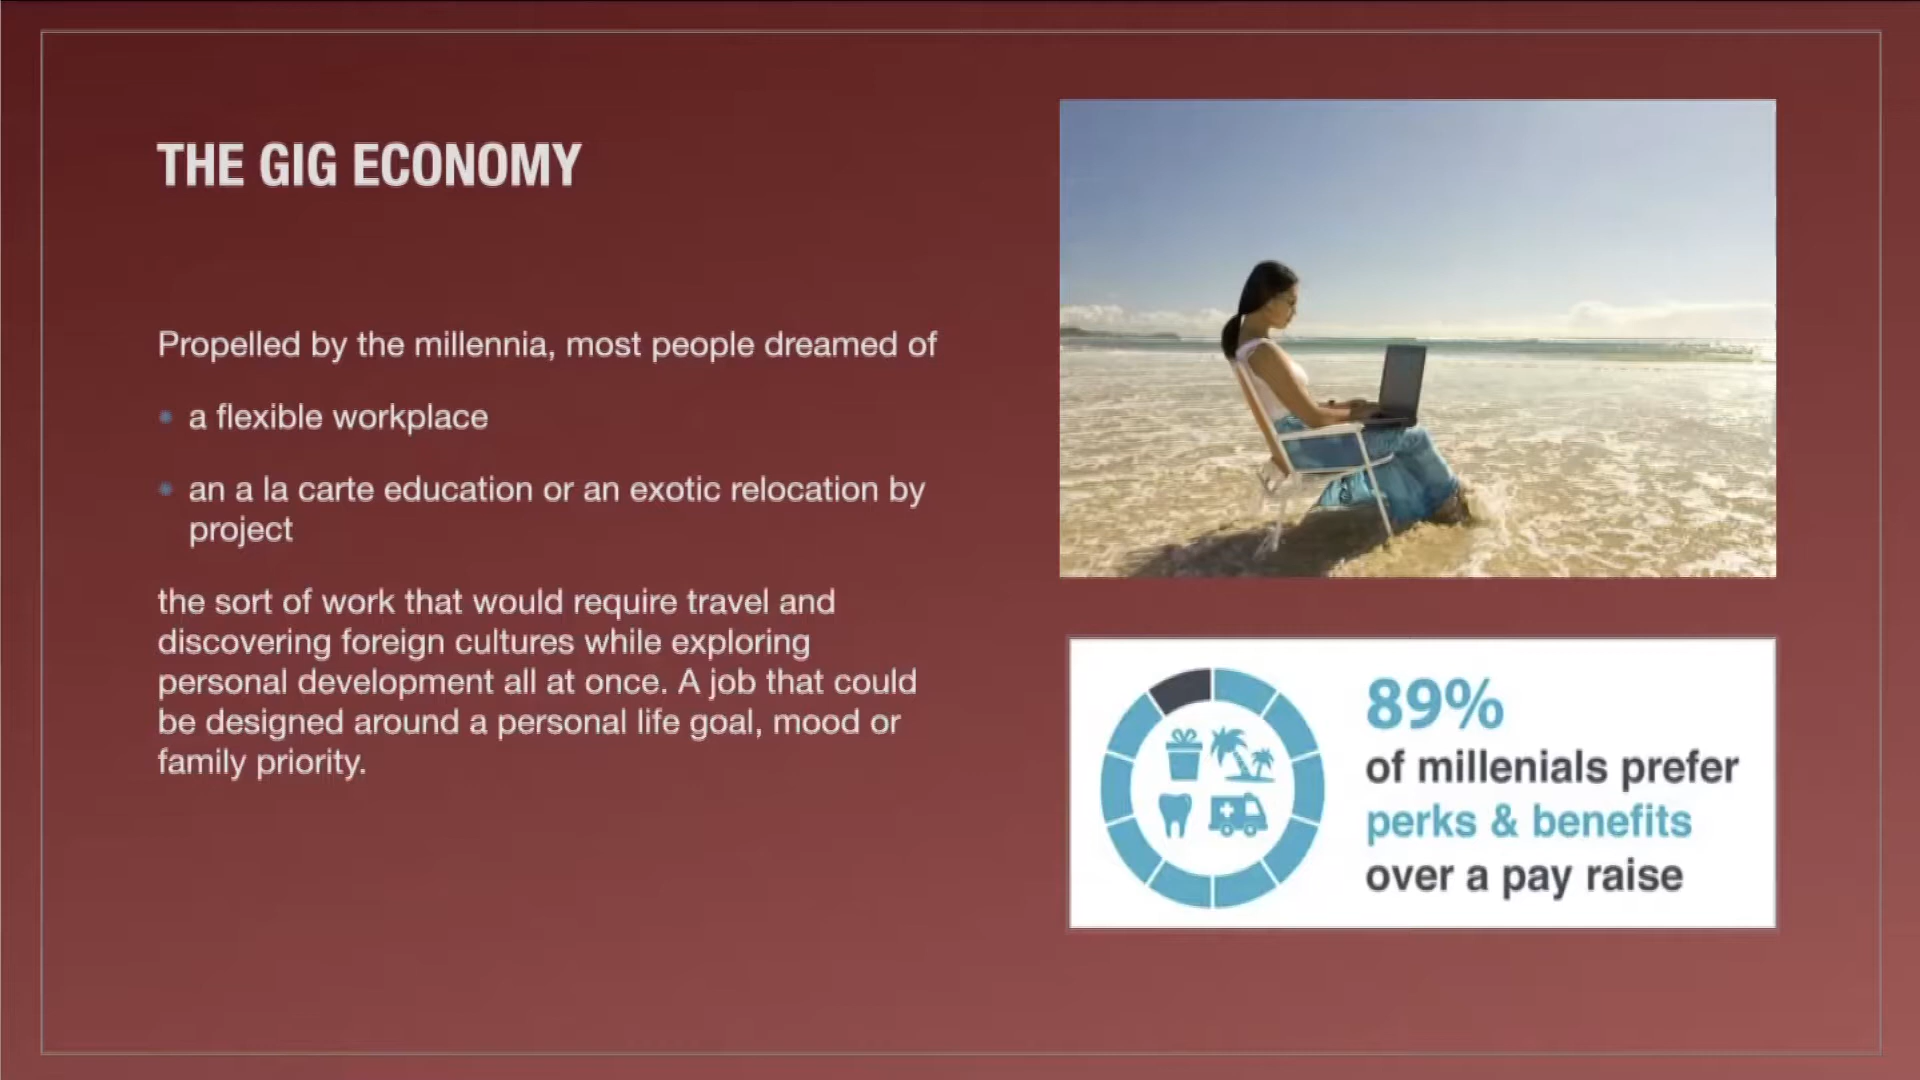 THE GIG ECONOMY
Propelled by the millennia, most people dreamed of
a flexible workplace
an a la carte education or an exotic relocation by
project
the sort of work that would require travel and
discovering foreign cultures while exploring
personal development all at once. A job that could
be designed around a personal life goal, mood or
family priority.
89%
of millenials prefer
perks & benefits
over a pay raise